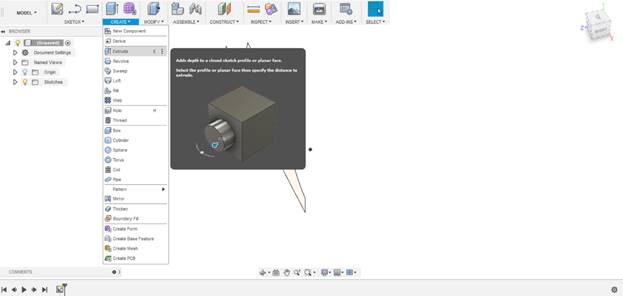 MODEL ▾
SKETCH ▾
CREATE ▾
MODIFY ▾
ASSEMBLE ▾
CONSTRUCT ▾
INSPECT ▾
INSERT ▾
MAKE ▾
ADD-INS ▾
SELECT ▾
BROWSER
(Unsaved)
Document Settings
Named Views
Origin
Sketches
New Component
Derive
Extrude E
Revolve
Sweep
Loft
Rib
Web
Hole H
Thread
Box
Cylinder
Sphere
Torus
Coil
Pipe
Pattern
Mirror
Thicken
Boundary Fill
Create Form
Create Base Feature
Create Mesh
Create PCB
Adds depth to a closed sketch profile or planar face.
Select the profile or planar face then specify the distance to
extrude.
COMMENTS